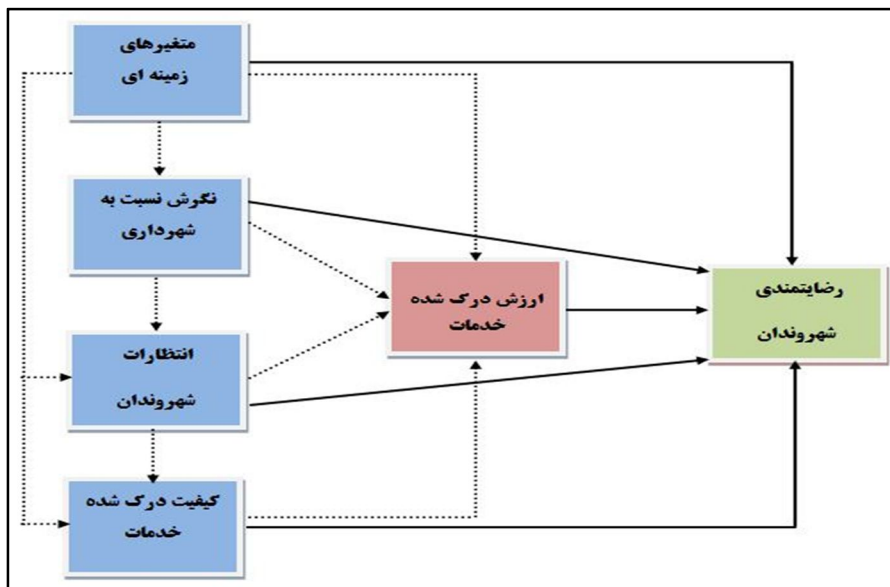 متغیرهای
زمینه ای
نگرش نسبت به
شهرداری
ارزش درک شده
خدمات
رضایتمندی
شهروندان
انتظارات
شهروندان
کیفیت درک شده
خدمات